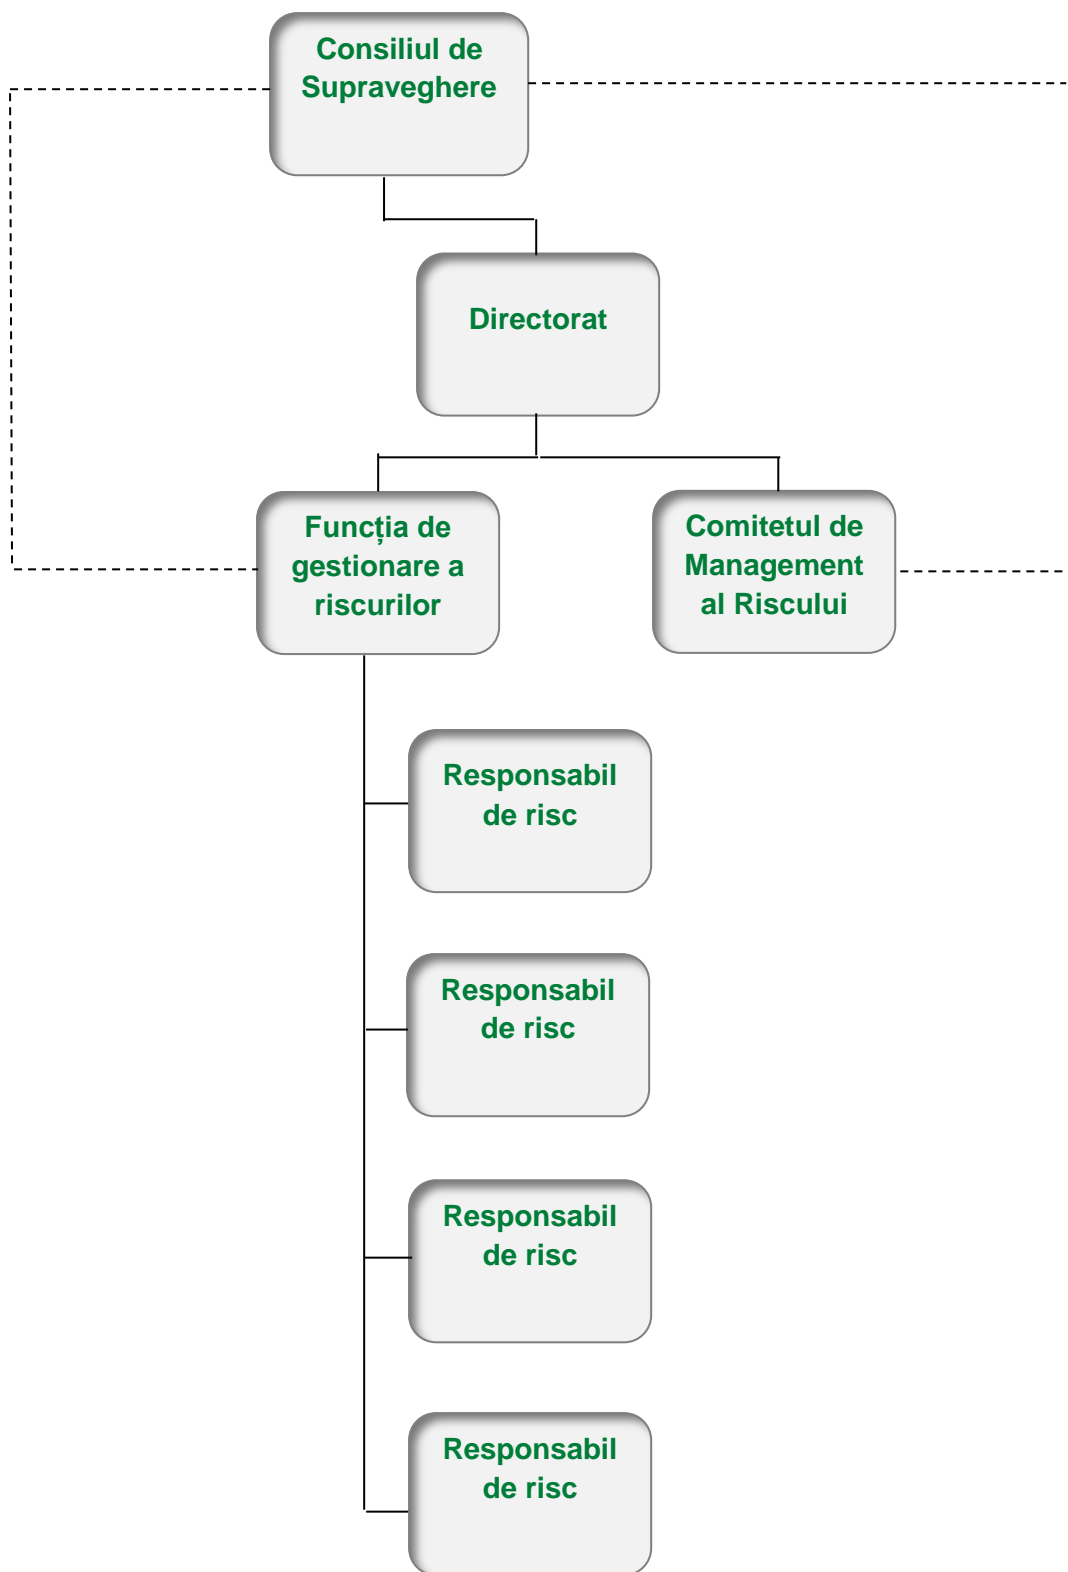 Consiliul de
Supraveghere
Directorat
Funcția de
gestionare a
riscurilor
Comitetul de
Management
al Riscului
Responsabil
de risc
Responsabil
de risc
Responsabil
de risc
Responsabil
de risc